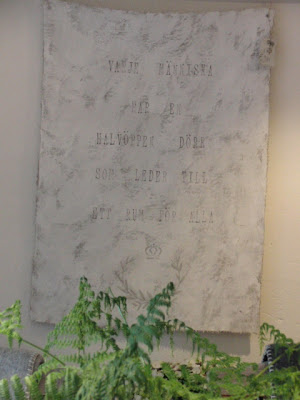 VARJE MÄNNISKA
ÄR EN
HALVÖPPEN DÖRR
SOM LEDER TILL
ETT RUM FÖR ALLA